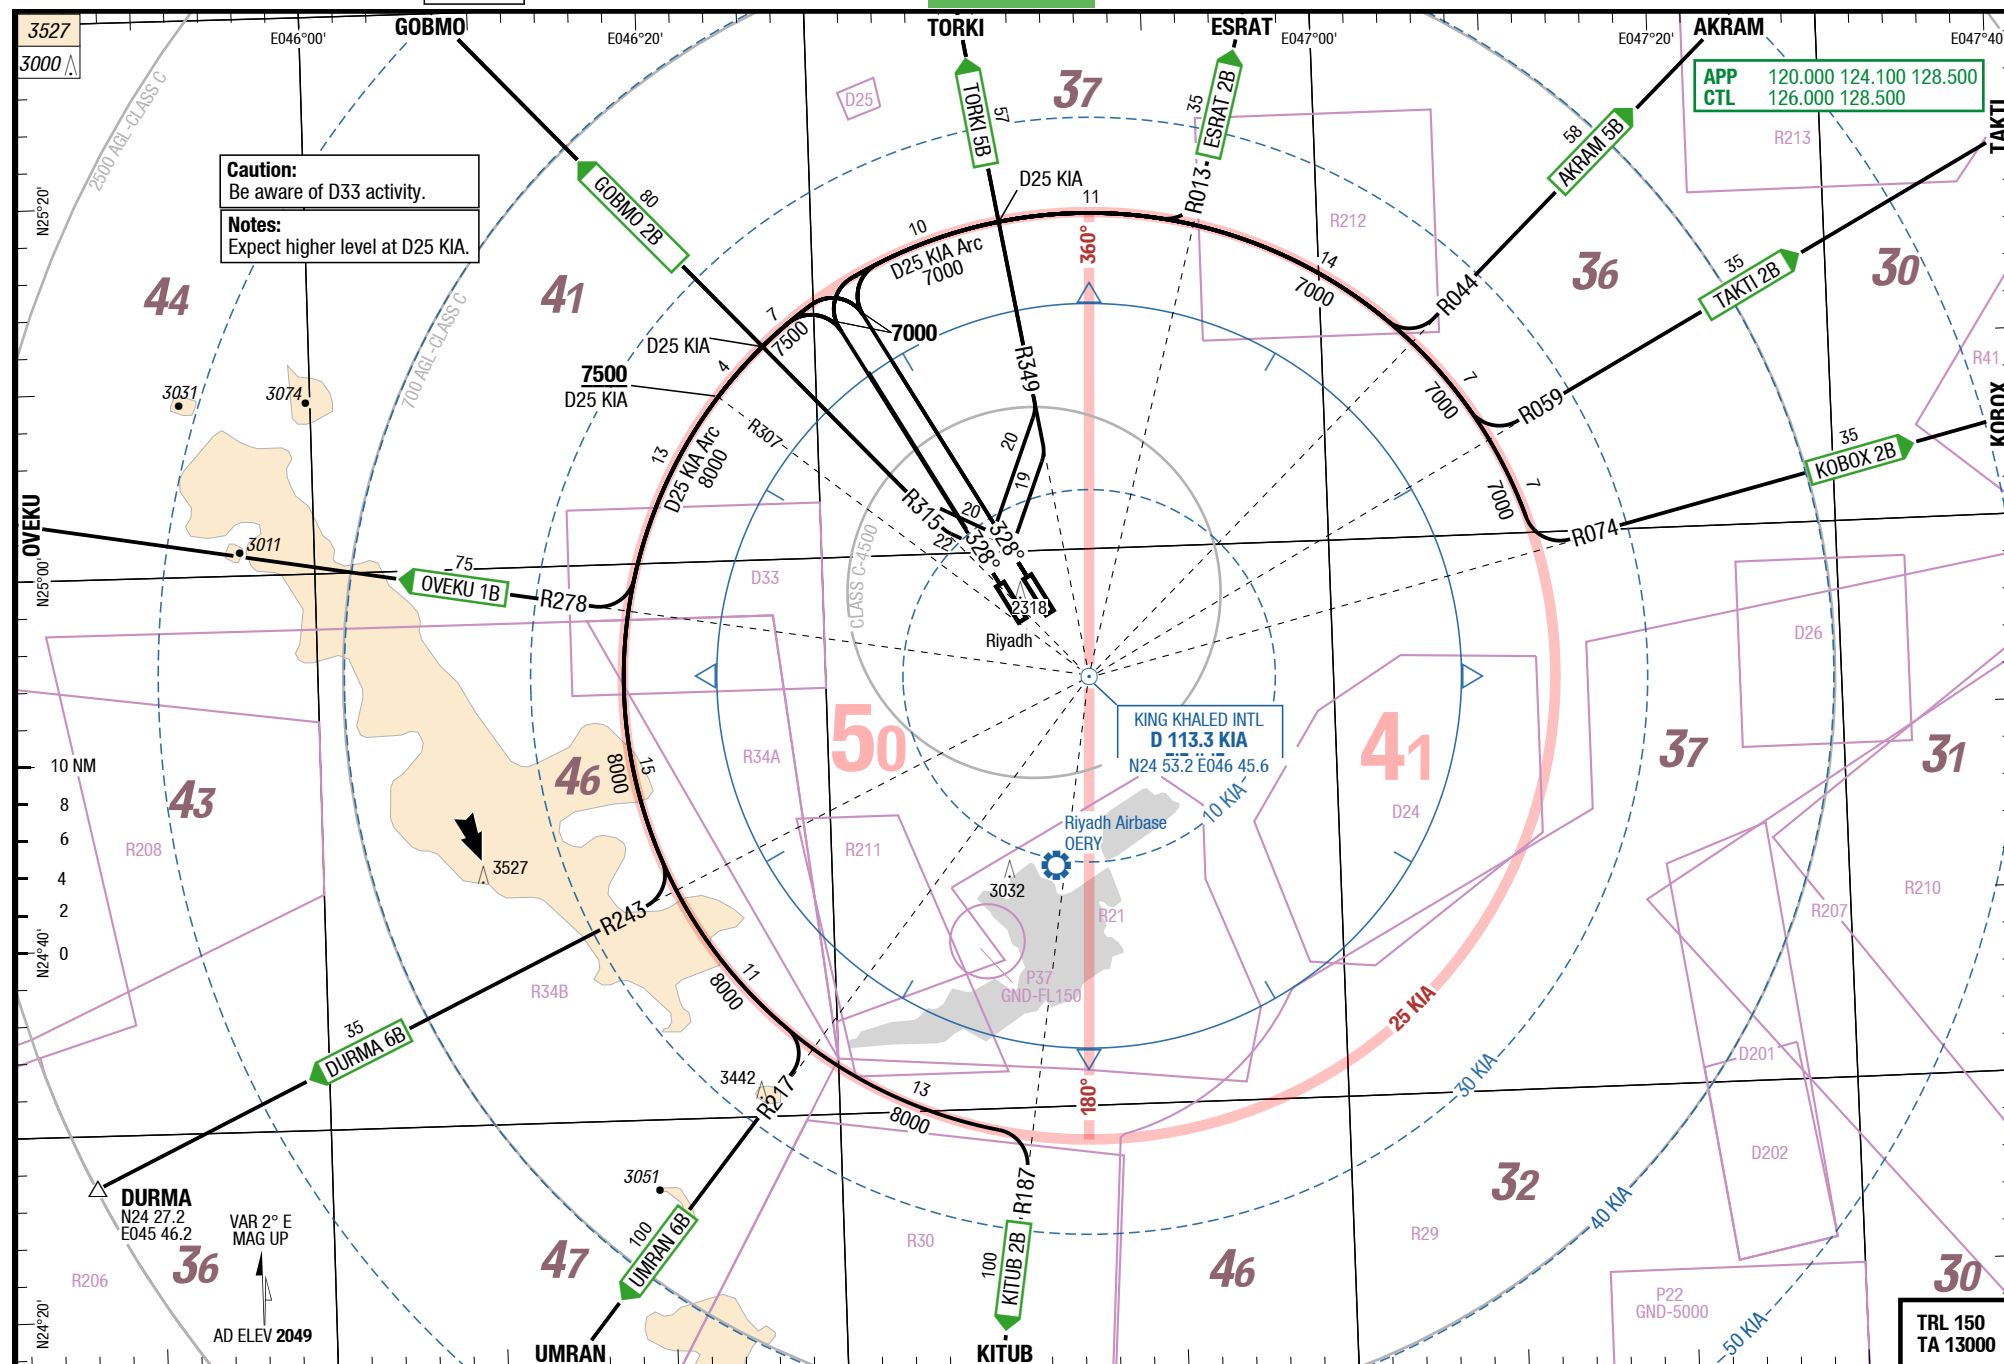 3527
3000
E046°00'
GOBMO
E046°20'
TORKI
ESRAT
E047°00'
E047°20'
AKRAM
E047°40'
APP 120.000 124.100 128.500
CTL 126.000 128.500
TAKTI
2500 AGL-CLASS C
D25
37
TORKI 5B
57
35
ESRAT 2B
58
AKRAM 5B
R213
Caution:
Be aware of D33 activity.
Notes:
Expect higher level at D25 KIA.
N25°20'
80
GOBMO 2B
D25 KIA
11
R013
R212
10
D25 KIA Arc
7000
360°
14
7000
R044
36
35
TAKTI 2B
30
44
41
700 AGL-CLASS C
7
7500
7000
D25 KIA
4
7500
D25 KIA
R349
7
7000
R059
R41
KOBOX
3031
3074
R307
13
D25 KIA Arc
8000
20
19
35
KOBOX 2B
7
7000
R074
OVEKU
3011
R315
20
22
328°
328°
CLASS C-4500
N25°00'
75
OVEKU 1B
R278
D33
2318
Riyadh
D26
50
41
KING KHALED INTL
D 113.3 KIA
N24 53.2 E046 45.6
37
31
10 NM
8
6
4
2
0
43
46
15
8000
R34A
R208
3527
R211
Riyadh Airbase
OERY
10 KIA
3032
D24
R21
R210
R207
R243
N24°40'
R34B
11
8000
P37
GND-FL150
25 KIA
35
DURMA 6B
D201
30 KIA
3442
R217
13
8000
180°
3051
R187
D202
32
40 KIA
DURMA
N24 27.2
E045 46.2
VAR 2° E
MAG UP
36
R206
47
100
UMRAN 6B
R30
100
KITUB 2B
46
R29
P22
GND-5000
30
N24°20'
AD ELEV 2049
UMRAN
KITUB
50 KIA
TRL 150
TA 13000